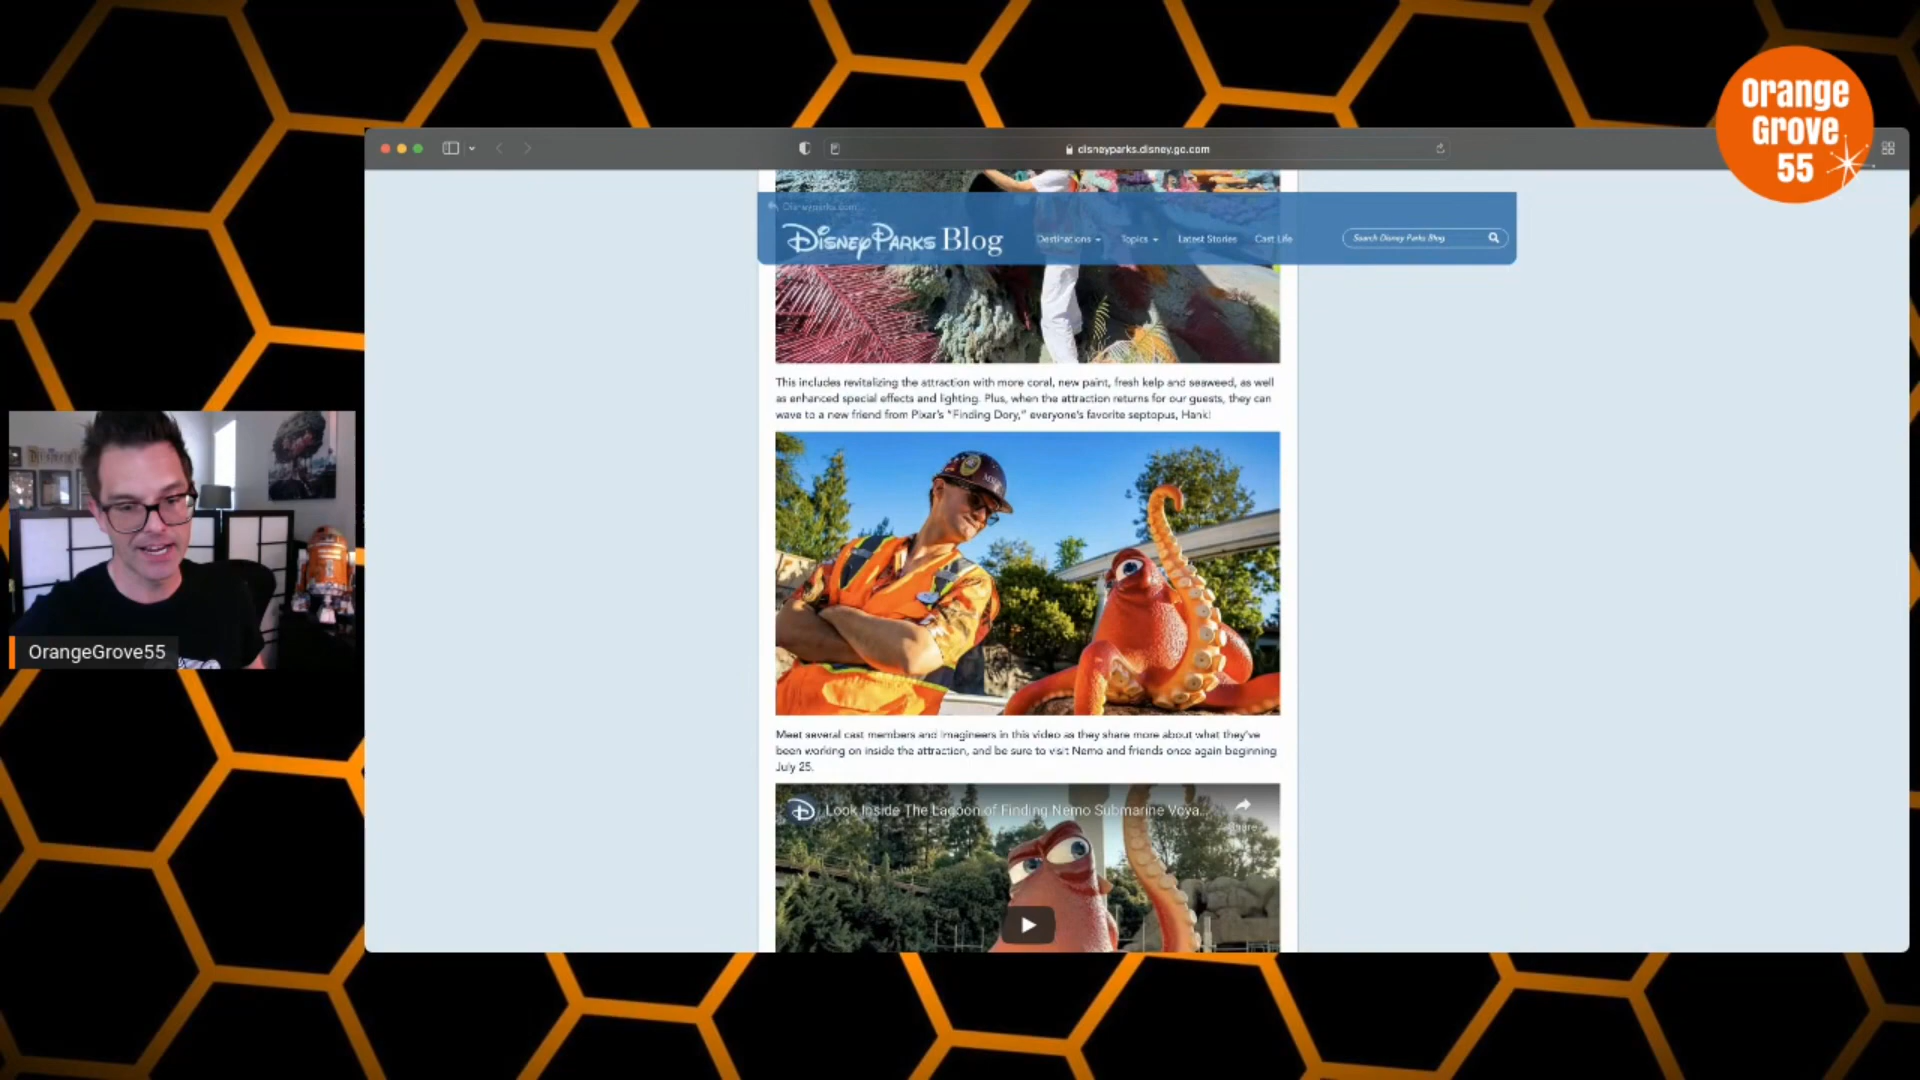 Orange
Grove
55
disneyparks.disney.go.com
Disneyparks.com
Disney Parks Blog
Destinations
Topics
Latest Stories
Cast Life
Search Disney Parks Blog
This includes revitalizing the attraction with more coral, new paint, fresh kelp and seaweed, as well
as enhanced special effects and lighting. Plus, when the attraction returns for our guests, they can
wave to a new friend from Pixar's "Finding Dory," everyone's favorite septopus, Hank!
OrangeGrove55
Meet several cast members and Imagineers in this video as they share more about what they've
been working on inside the attraction, and be sure to visit Nemo and friends once again beginning
July 25.
Look Inside The Lagoon of Finding Nemo Submarine Voya...
Share